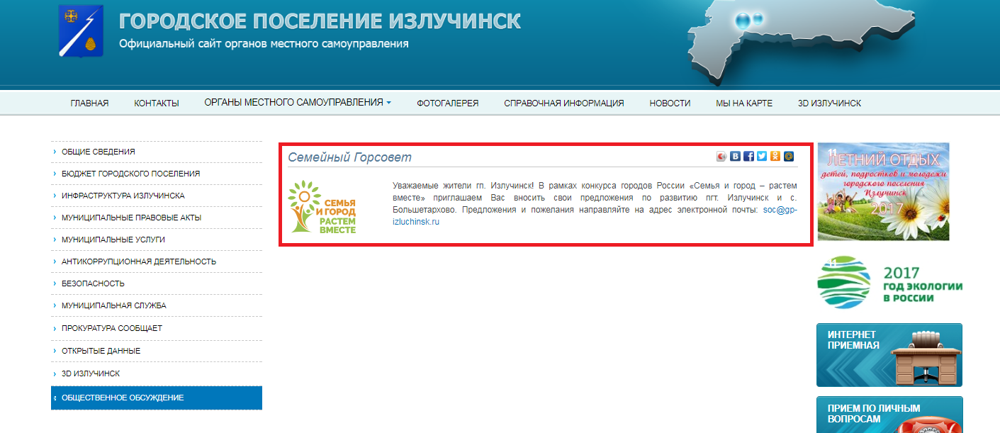 ГОРОДСКОЕ ПОСЕЛЕНИЕ ИЗЛУЧИНСК
Официальный сайт органов местного самоуправления
ГЛАВНАЯ КОНТАКТЫ ОРГАНЫ МЕСТНОГО САМОУПРАВЛЕНИЯ ФОТОГАЛЕРЕЯ СПРАВОЧНАЯ ИНФОРМАЦИЯ НОВОСТИ МЫ НА КАРТЕ 3D ИЗЛУЧИНСК
ОБЩИЕ СВЕДЕНИЯ
БЮДЖЕТ ГОРОДСКОГО ПОСЕЛЕНИЯ
ИНФРАСТРУКТУРА ИЗЛУЧИНСКА
МУНИЦИПАЛЬНЫЕ ПРАВОВЫЕ АКТЫ
МУНИЦИПАЛЬНЫЕ УСЛУГИ
АНТИКОРРУПЦИОННАЯ ДЕЯТЕЛЬНОСТЬ
БЕЗОПАСНОСТЬ
МУНИЦИПАЛЬНАЯ СЛУЖБА
ПРОКУРАТУРА СООБЩАЕТ
ОТКРЫТЫЕ ДАННЫЕ
3D ИЗЛУЧИНСК
ОБЩЕСТВЕННОЕ ОБСУЖДЕНИЕ
Семейный Горсовет
СЕМЬЯ
И ГОРОД
РАСТЕМ
ВМЕСТЕ
Уважаемые жители гп. Излучинск! В рамках конкурса городов России «Семья и город – растем
вместе» приглашаем Вас вносить свои предложения по развитию пгт. Излучинск и с.
Большетархово. Предложения и пожелания направляйте на адрес электронной почты: soc@gp-
izluchinsk.ru
11
ЛЕТНИЙ ОТДЫХ
детей, подростков и молодежи
городского поселения
Излучинск
2017
11
2017
ГОД ЭКОЛОГИИ
В РОССИИ
ИНТЕРНЕТ
ПРИЕМНАЯ
ПРИЕМ ПО ЛИЧНЫМ
ВОПРОСАМ